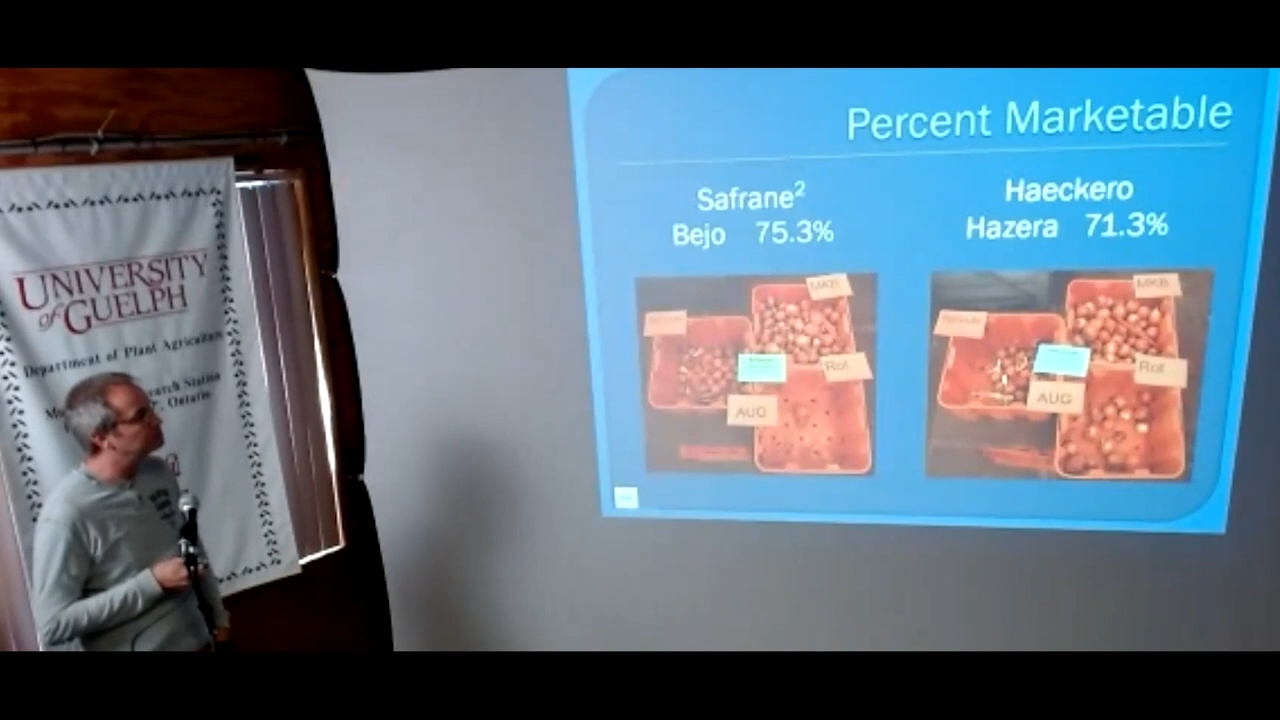 UNIVERSITY
of GUELPH
Department of Plant Agriculture
Station
Ontario
Percent Marketable
Safrane²
Bejo 75.3%
Haeckero
Hazera 71.3%
MKB
Rot
AUG
MKB
Rot
AUG